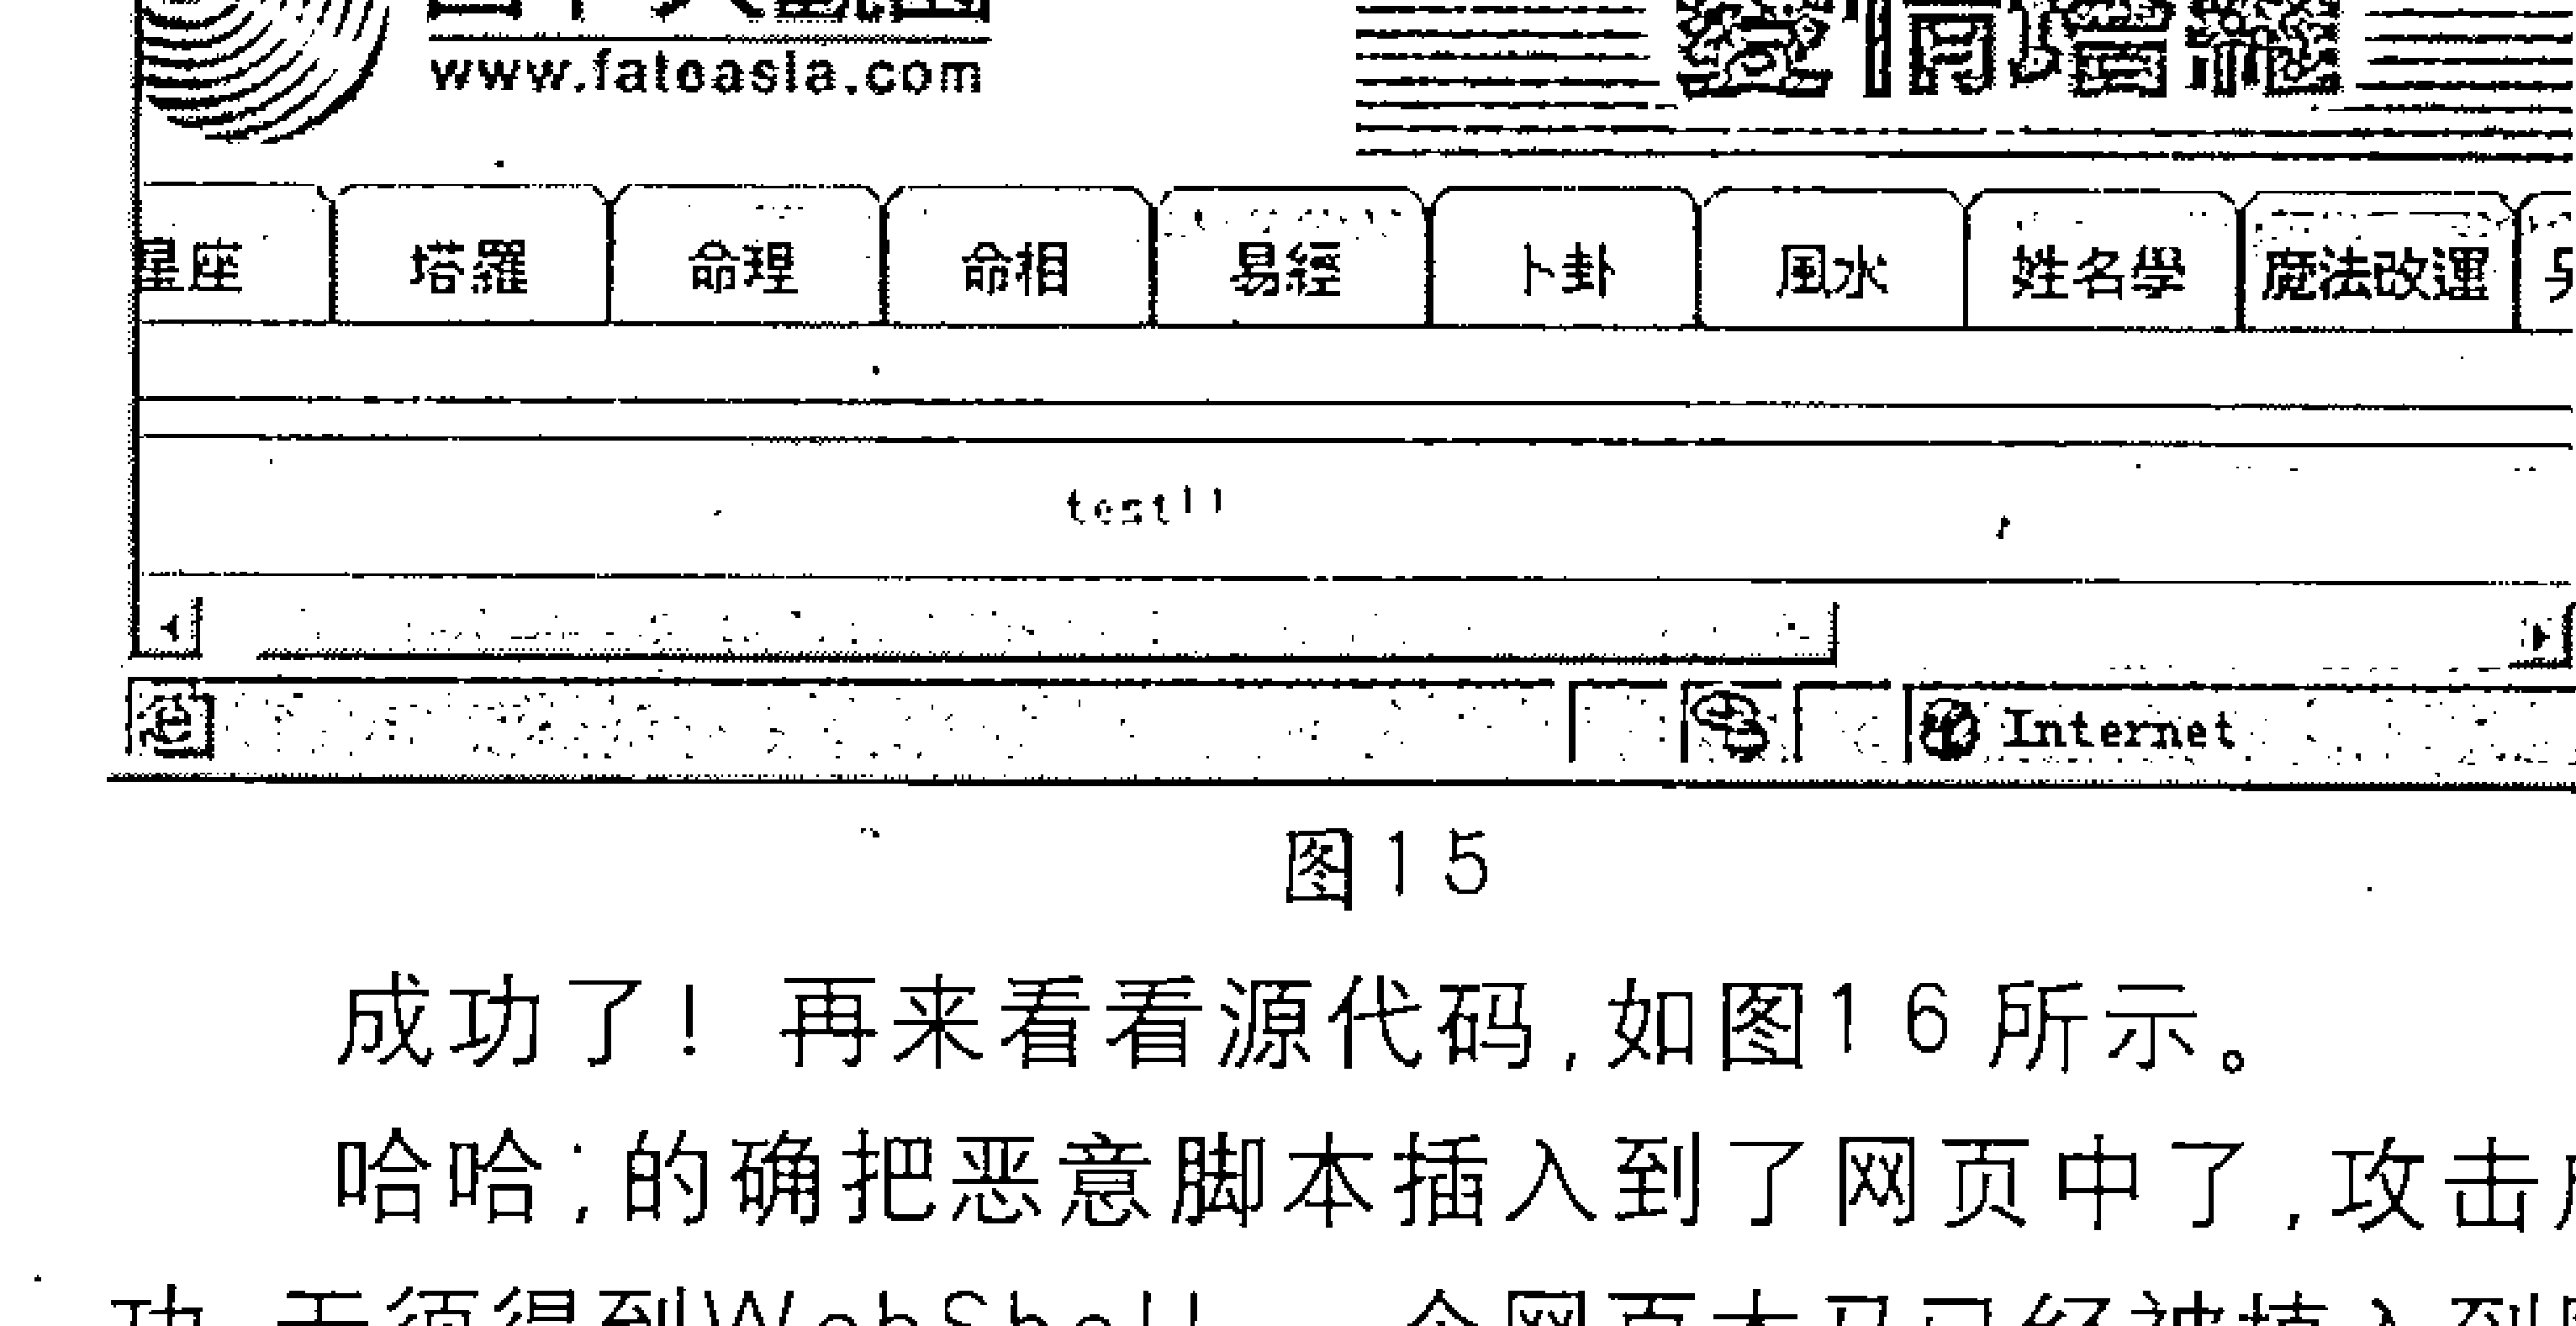 www.fateasia.com
星座 塔羅 命理 命相 易經 卜卦 風水 姓名學 魔法改運
test!!
Internet
图15
成功了！再来看看源代码，如图16所示。
哈哈；的确把恶意脚本插入到了网页中了，攻击